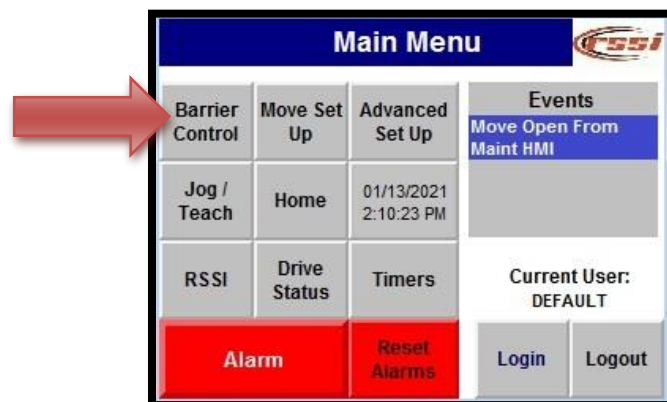 Main Menu
rssi
Barrier
Control
Move Set
Up
Advanced
Set Up
Events
Move Open From
Maint HMI
Jog /
Teach
Home
01/13/2021
2:10:23 PM
RSSI
Drive
Status
Timers
Current User:
DEFAULT
Alarm
Reset
Alarms
Login
Logout